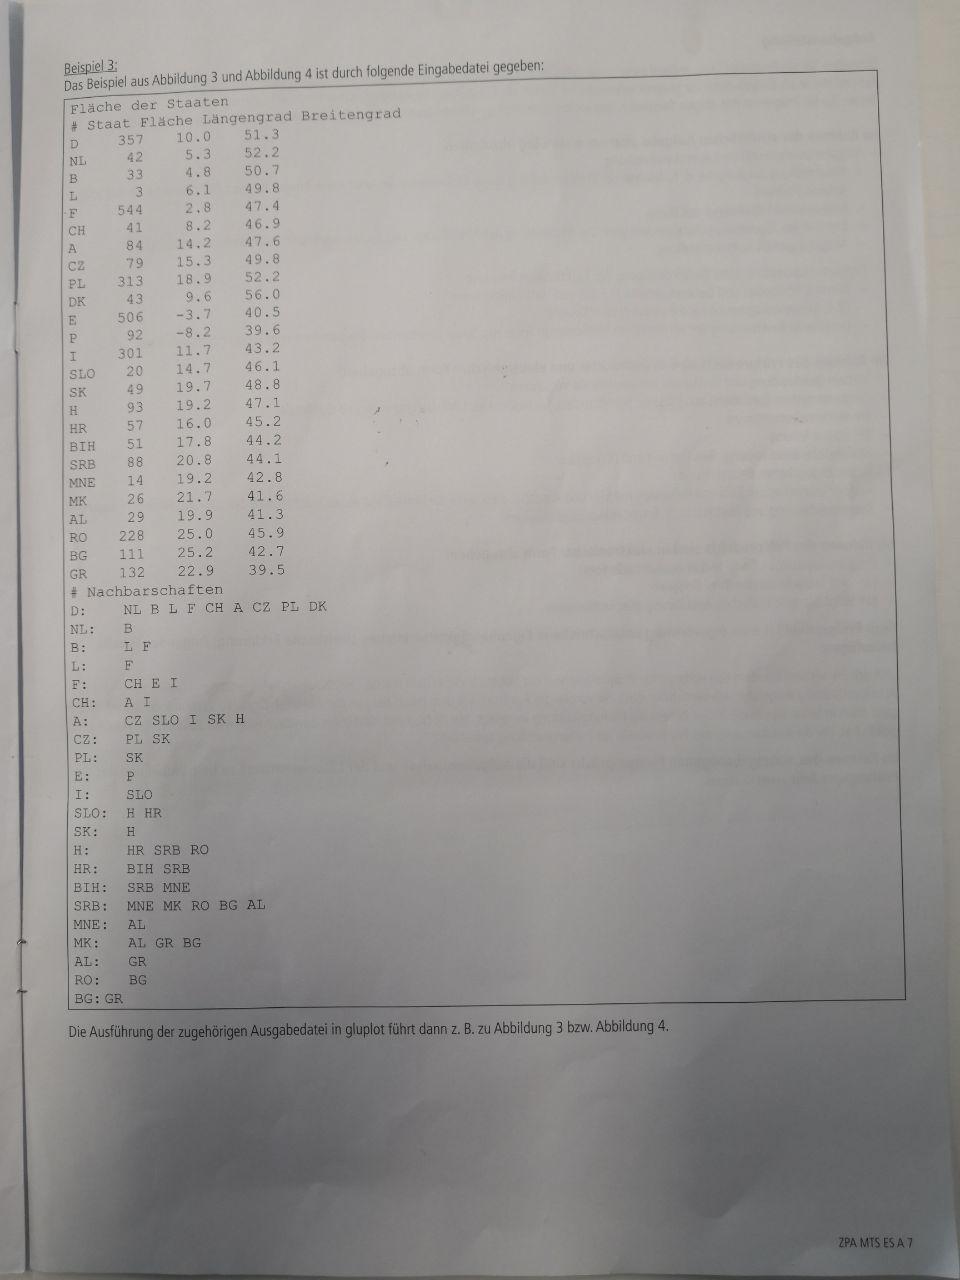 Beispiel 3:
Das Beispiel aus Abbildung 3 und Abbildung 4 ist durch folgende Eingabedatei gegeben:
Fläche der Staaten
# Staat Fläche Längengrad Breitengrad
D 357 10.0 51.3
NL 42 5.3 52.2
B 33 4.8 50.7
L 3 6.1 49.8
F 544 2.8 47.4
CH 41 8.2 46.9
A 84 14.2 47.6
CZ 79 15.3 49.8
PL 313 18.9 52.2
DK 43 9.6 56.0
E 506 -3.7 40.5
P 92 -8.2 39.6
I 301 11.7 43.2
SLO 20 14.7 46.1
SK 49 19.7 48.8
H 93 19.2 47.1
HR 57 16.0 45.2
BIH 51 17.8 44.2
SRB 88 20.8 44.1
MNE 14 19.2 42.8
MK 26 21.7 41.6
AL 29 19.9 41.3
RO 228 25.0 45.9
BG 111 25.2 42.7
GR 132 22.9 39.5
# Nachbarschaften
D: NL B L F CH A CZ PL DK
NL: B
B: L F
L: F
F: CH E I
CH: A I
A: CZ SLO I SK H
CZ: PL SK
PL: SK
E: P
I: SLO
SLO: H HR
SK: H
H: HR SRB RO
HR: BIH SRB
BIH: SRB MNE
SRB: MNE MK RO BG AL
MNE: AL
MK: AL GR BG
AL: GR
RO: BG
BG: GR
Die Ausführung der zugehörigen Ausgabedatei in gluplot führt dann z. B. zu Abbildung 3 bzw. Abbildung 4.
ZPA MTS ES A 7